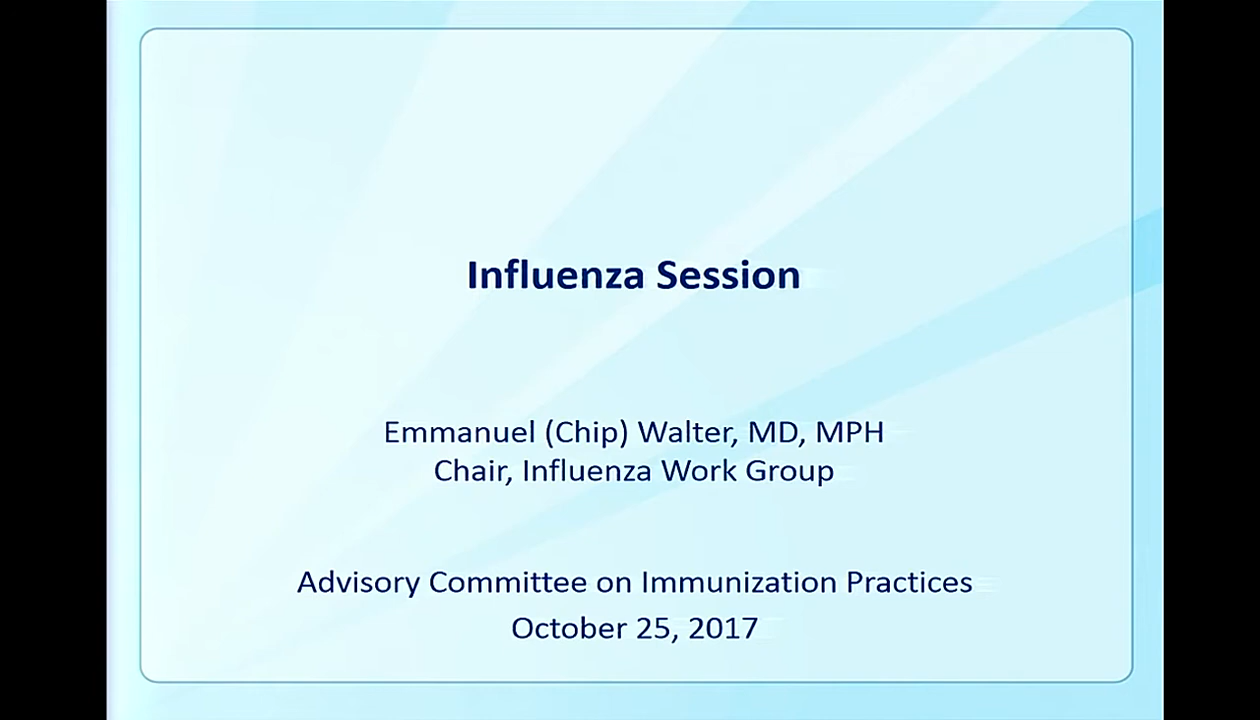 Influenza Session
Emmanuel (Chip) Walter, MD, MPH
Chair, Influenza Work Group
Advisory Committee on Immunization Practices
October 25, 2017